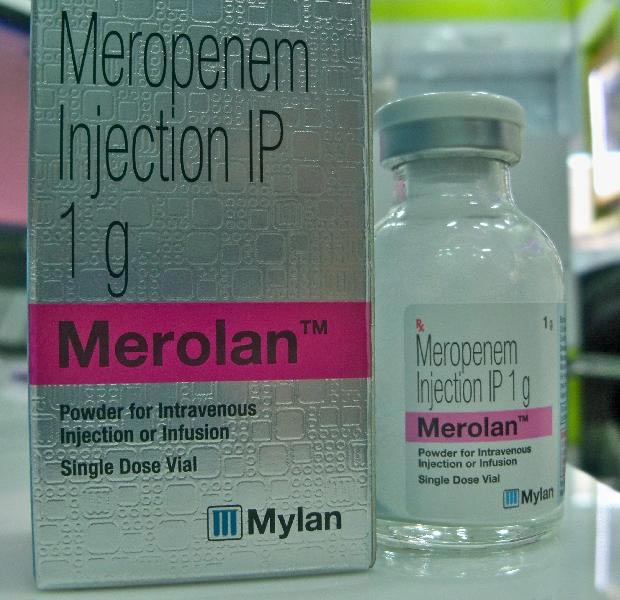 Meropenem
Injection IP
1 g
Merolan™
Powder for Intravenous
Injection or Infusion
Single Dose Vial
Mylan
Rx
1 g
Meropenem
Injection IP 1 g
Merolan™
Powder for Intravenous
Injection or Infusion
Single Dose Vial
Mylan